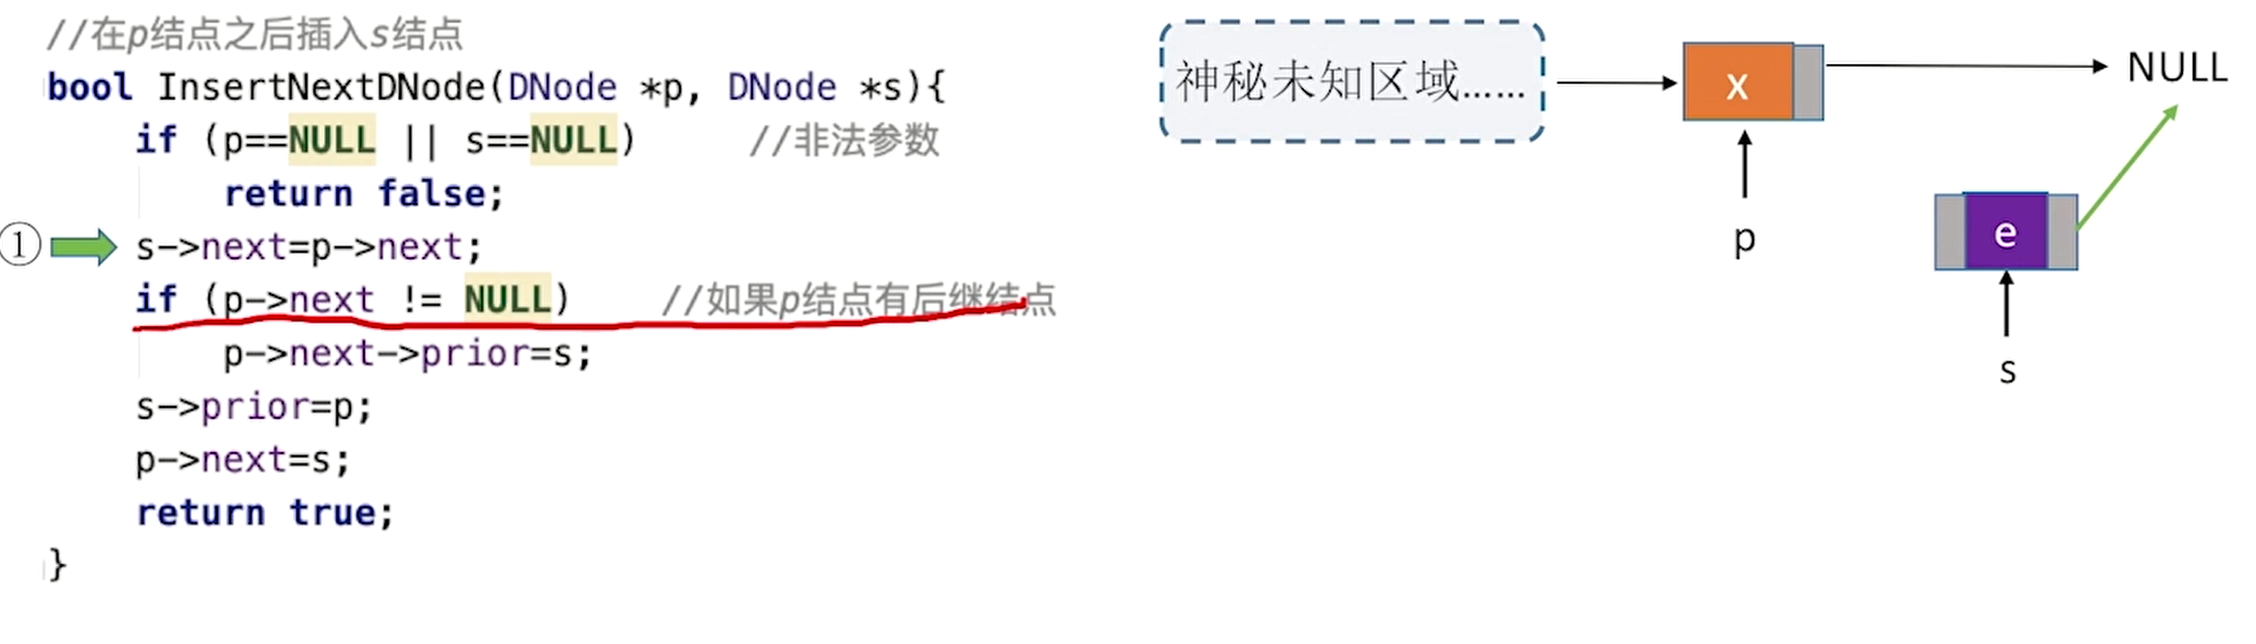 //在p结点之后插入s结点
bool InsertNextDNode(DNode *p, DNode *s){
if (p==NULL || s==NULL) //非法参数
return false;
① s->next=p->next;
if (p->next != NULL) //如果p结点有后继结点
p->next->prior=s;
s->prior=p;
p->next=s;
return true;
}
神秘未知区域......
x
NULL
p
e
s